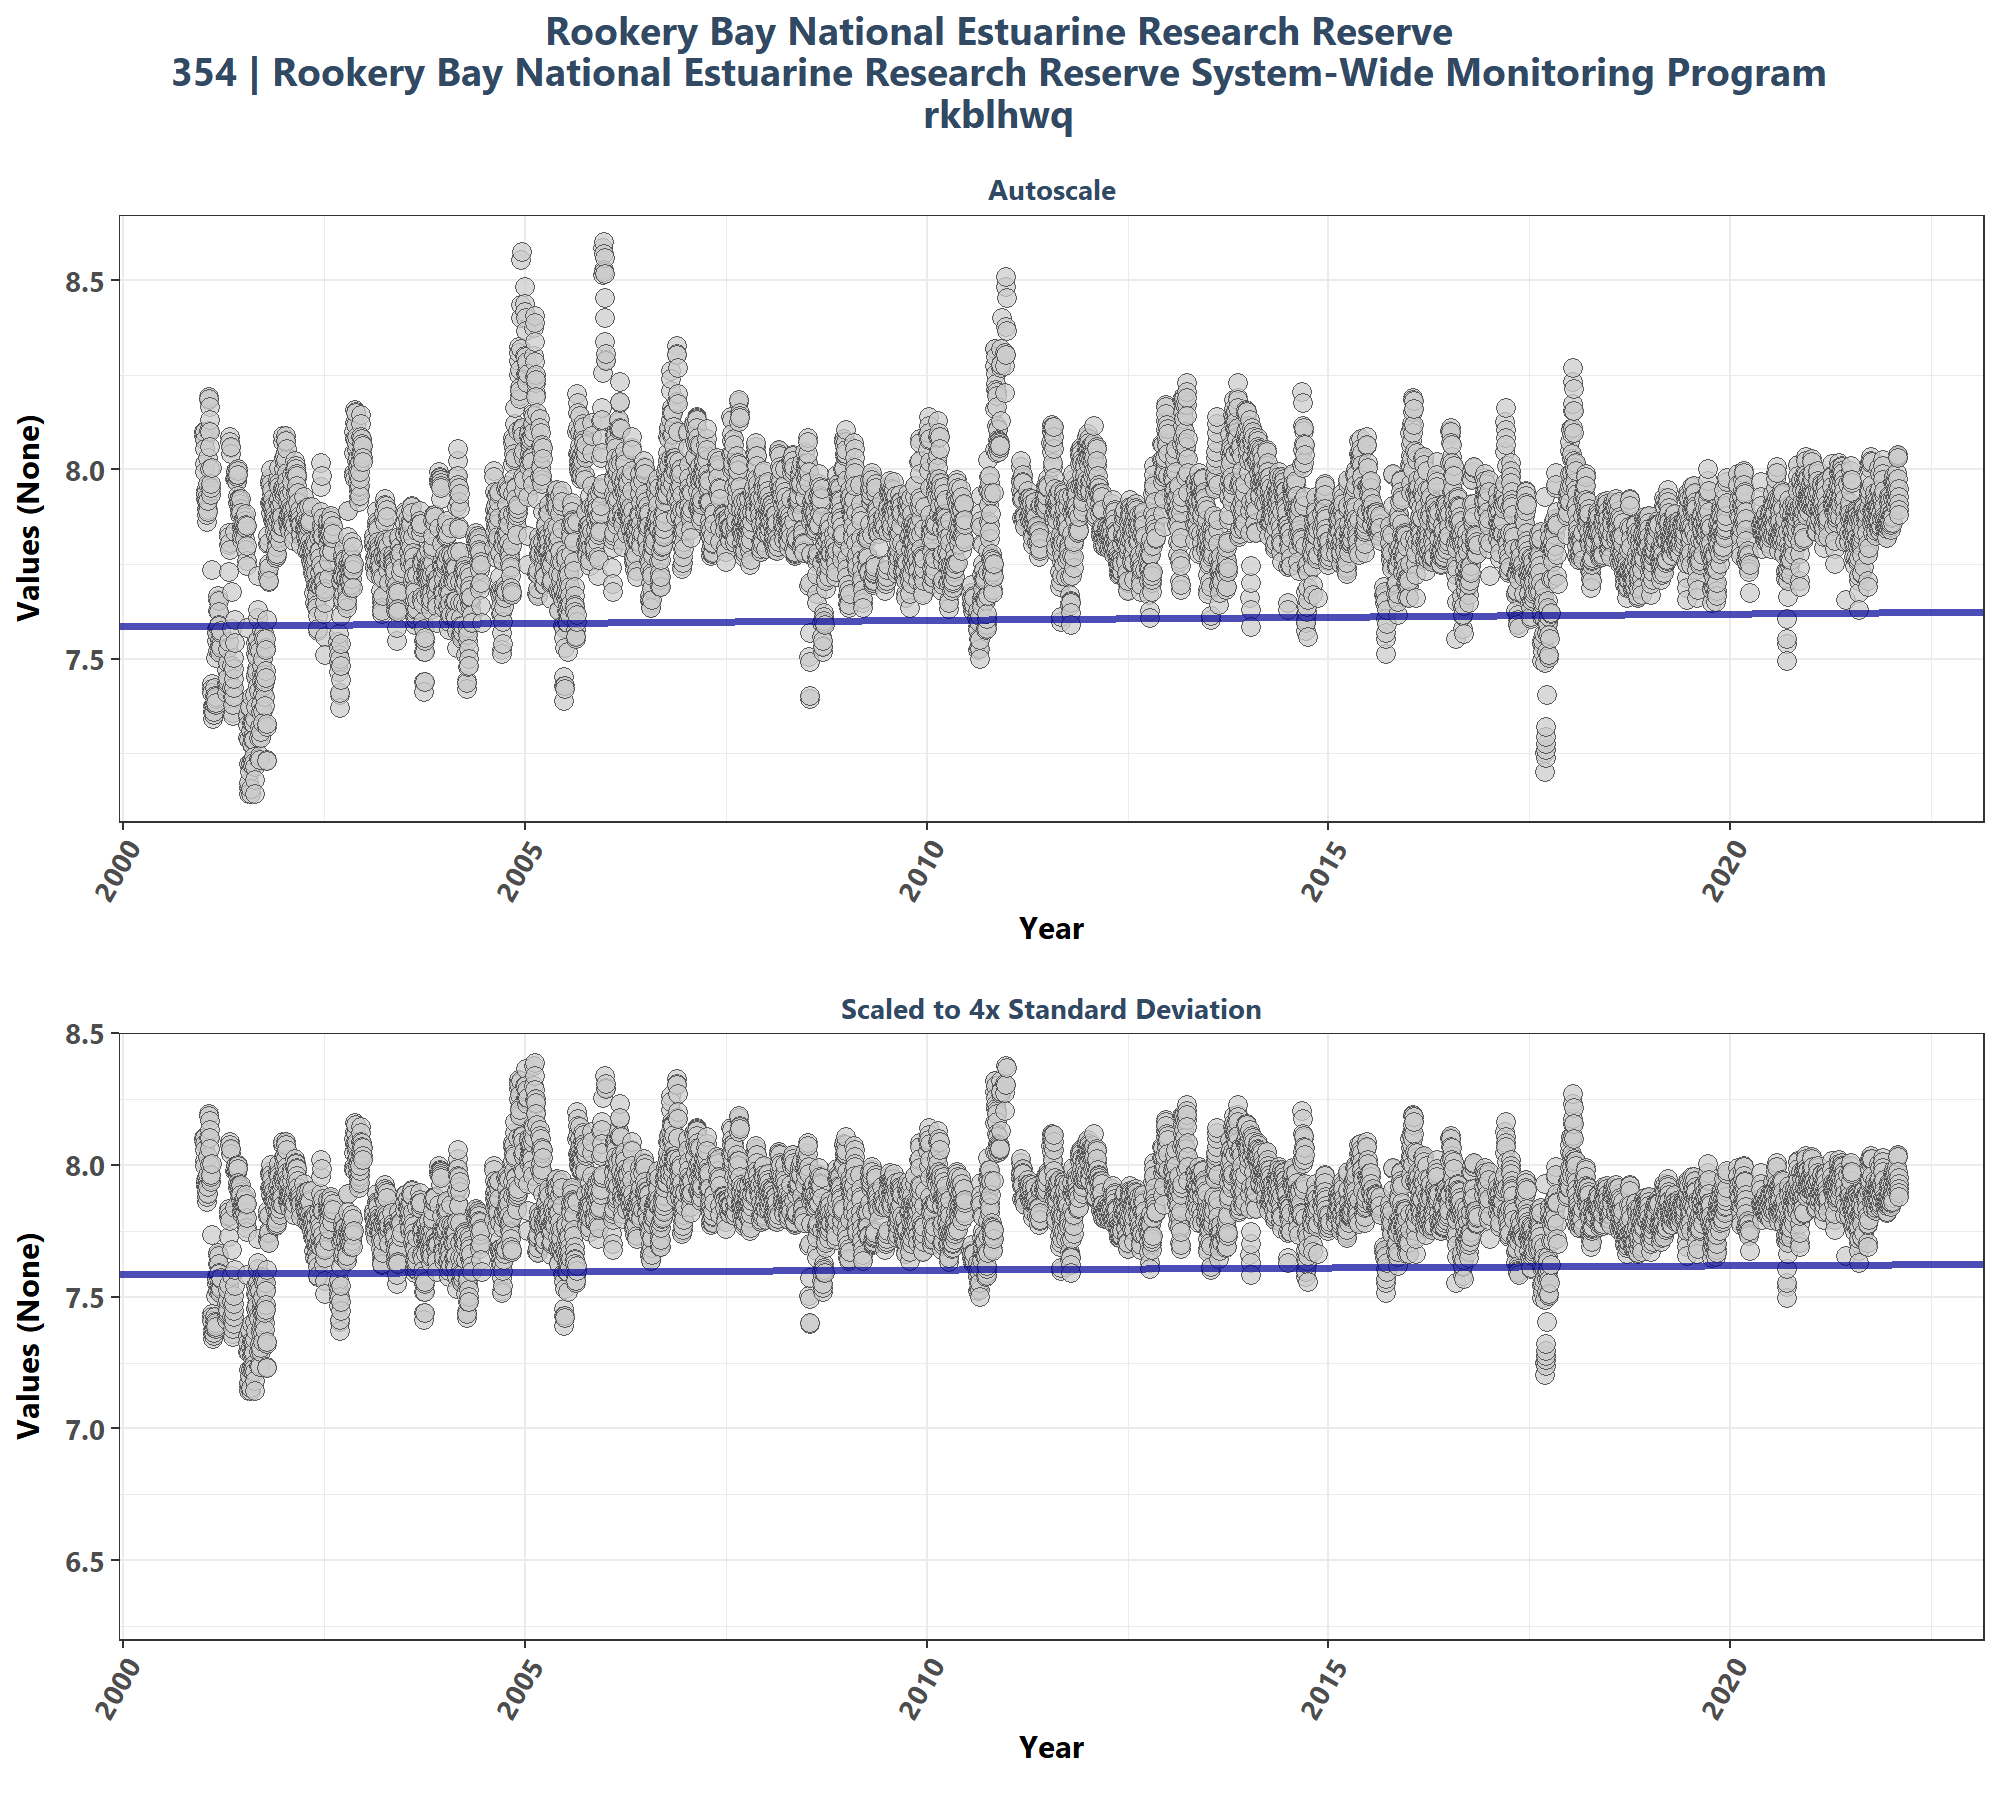 Rookery Bay National Estuarine Research Reserve
354 | Rookery Bay National Estuarine Research Reserve System-Wide Monitoring Program
rkblhwq
Autoscale
Values (None)
8.5
8.0
7.5
2000
2005
2010
2015
2020
Year
Scaled to 4x Standard Deviation
Values (None)
8.5
8.0
7.5
7.0
6.5
2000
2005
2010
2015
2020
Year